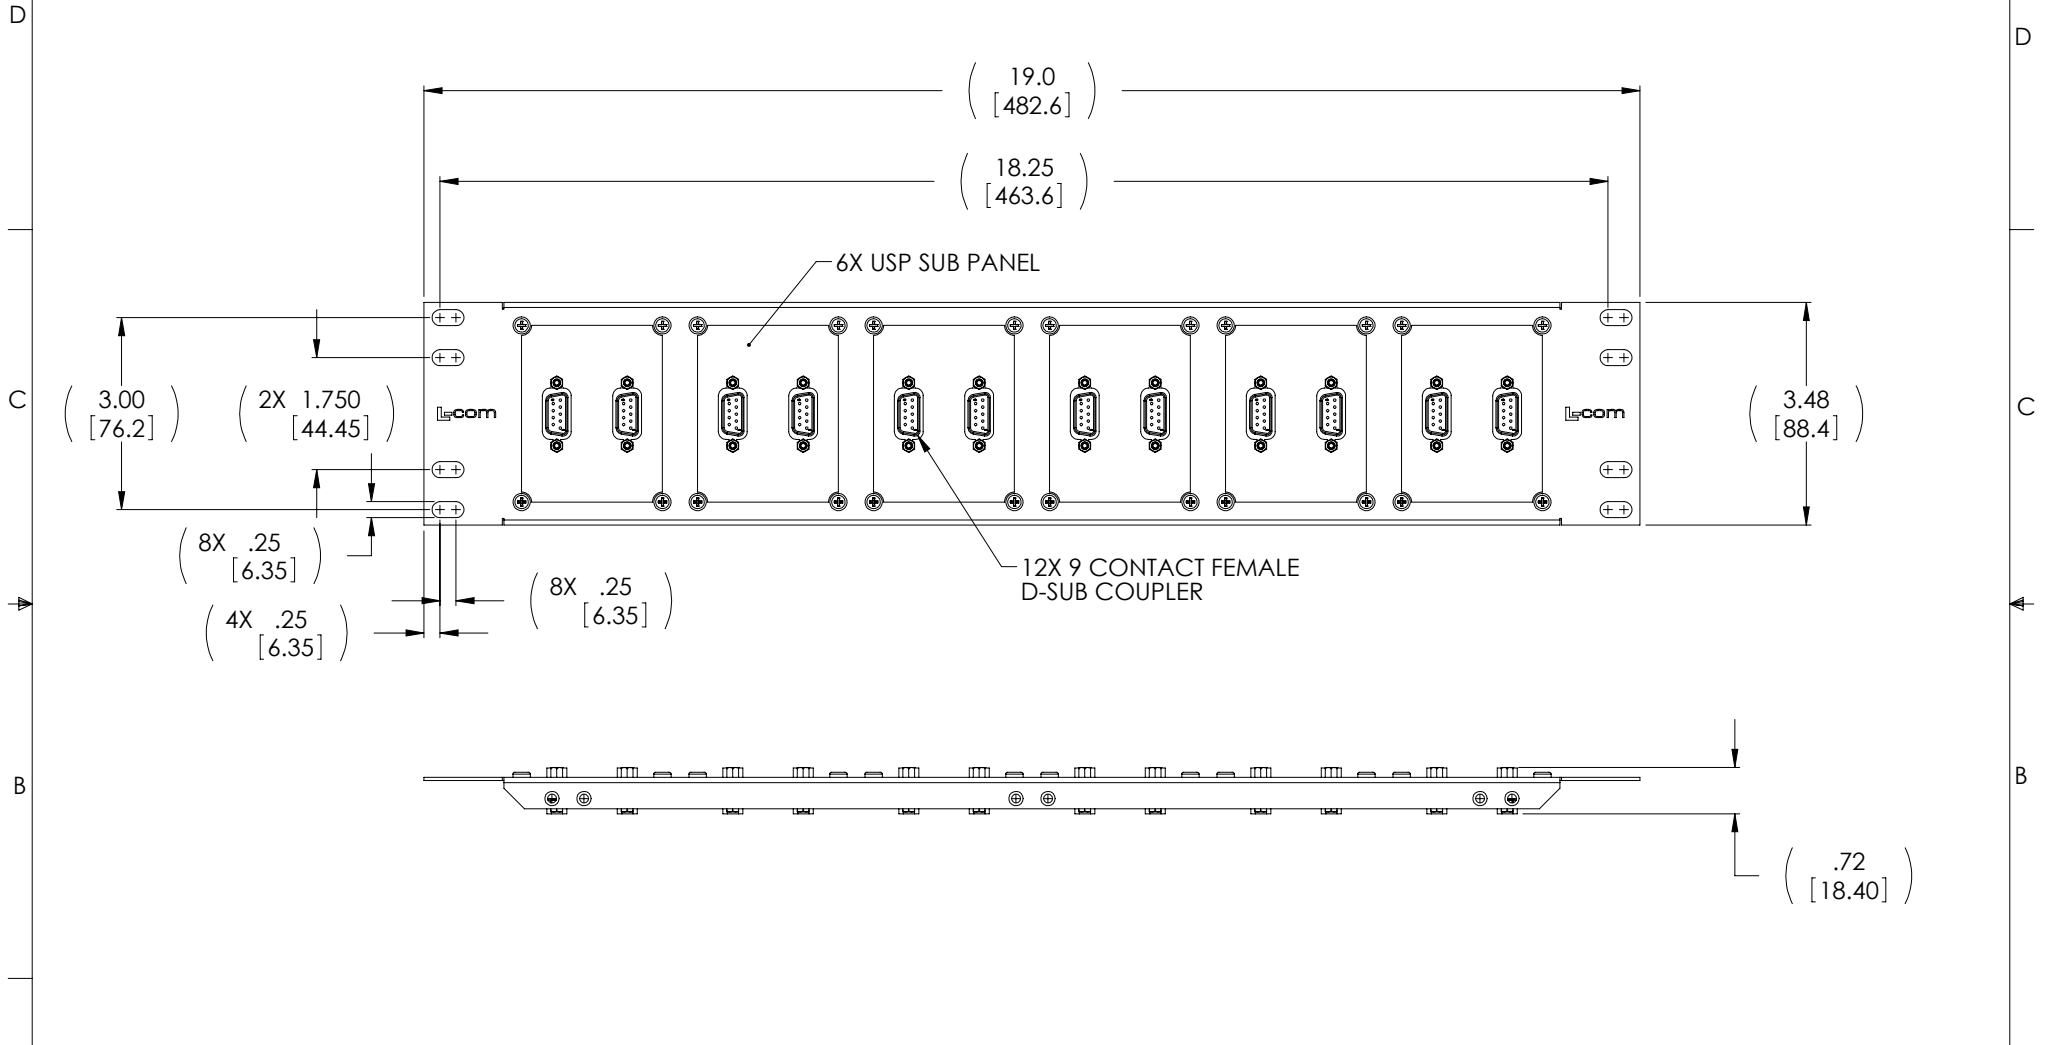 D
D
19.0
[482.6]
18.25
[463.6]
6X USP SUB PANEL
C
C
3.00
[76.2]
2X 1.750
[44.45]
L-com
L-com
3.48
[88.4]
8X .25
[6.35]
8X .25
[6.35]
4X .25
[6.35]
12X 9 CONTACT FEMALE
D-SUB COUPLER
B
B
.72
[18.40]